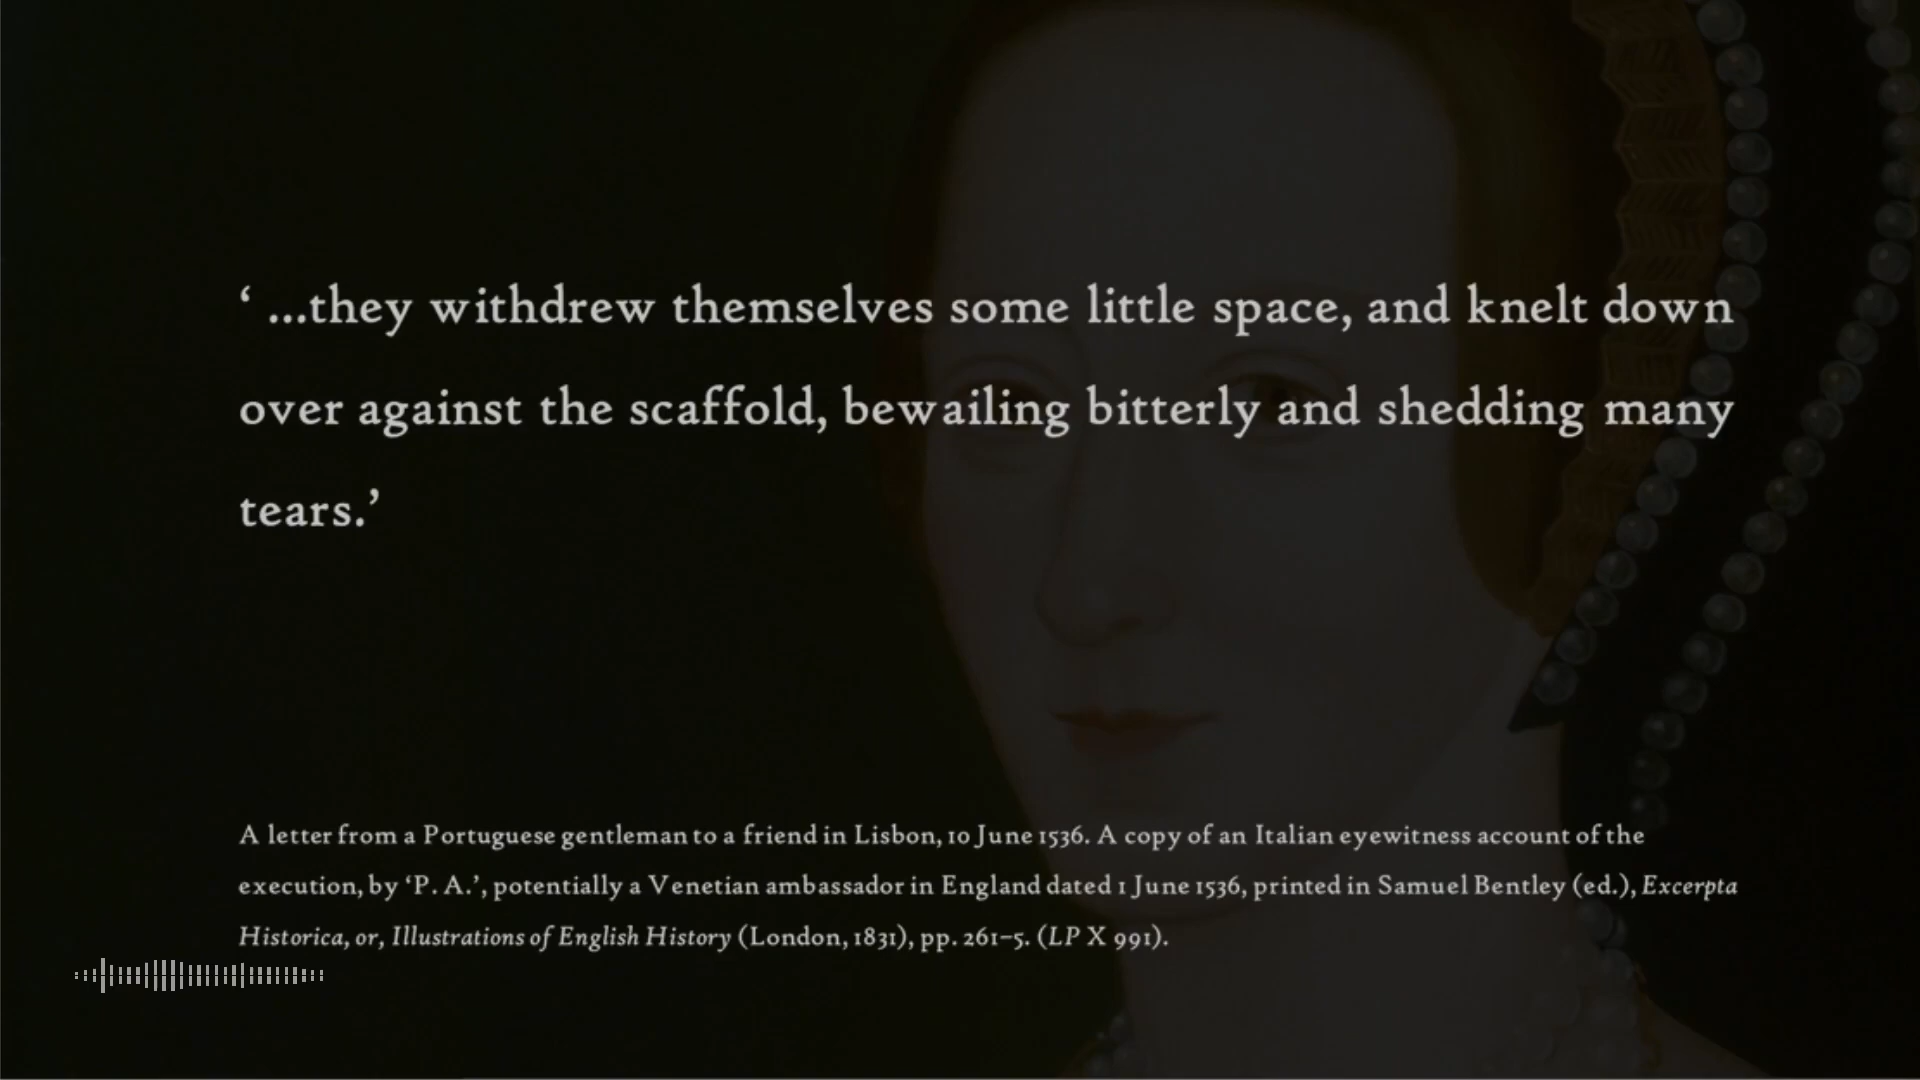 ‘ ...they withdrew themselves some little space, and knelt down
over against the scaffold, bewailing bitterly and shedding many
tears.’
A letter from a Portuguese gentleman to a friend in Lisbon, 10 June 1536. A copy of an Italian eyewitness account of the
execution, by ‘P. A.’, potentially a Venetian ambassador in England dated 1 June 1536, printed in Samuel Bentley (ed.), Excerpta
Historica, or, Illustrations of English History (London, 1831), pp. 261–5. (LP X 991).